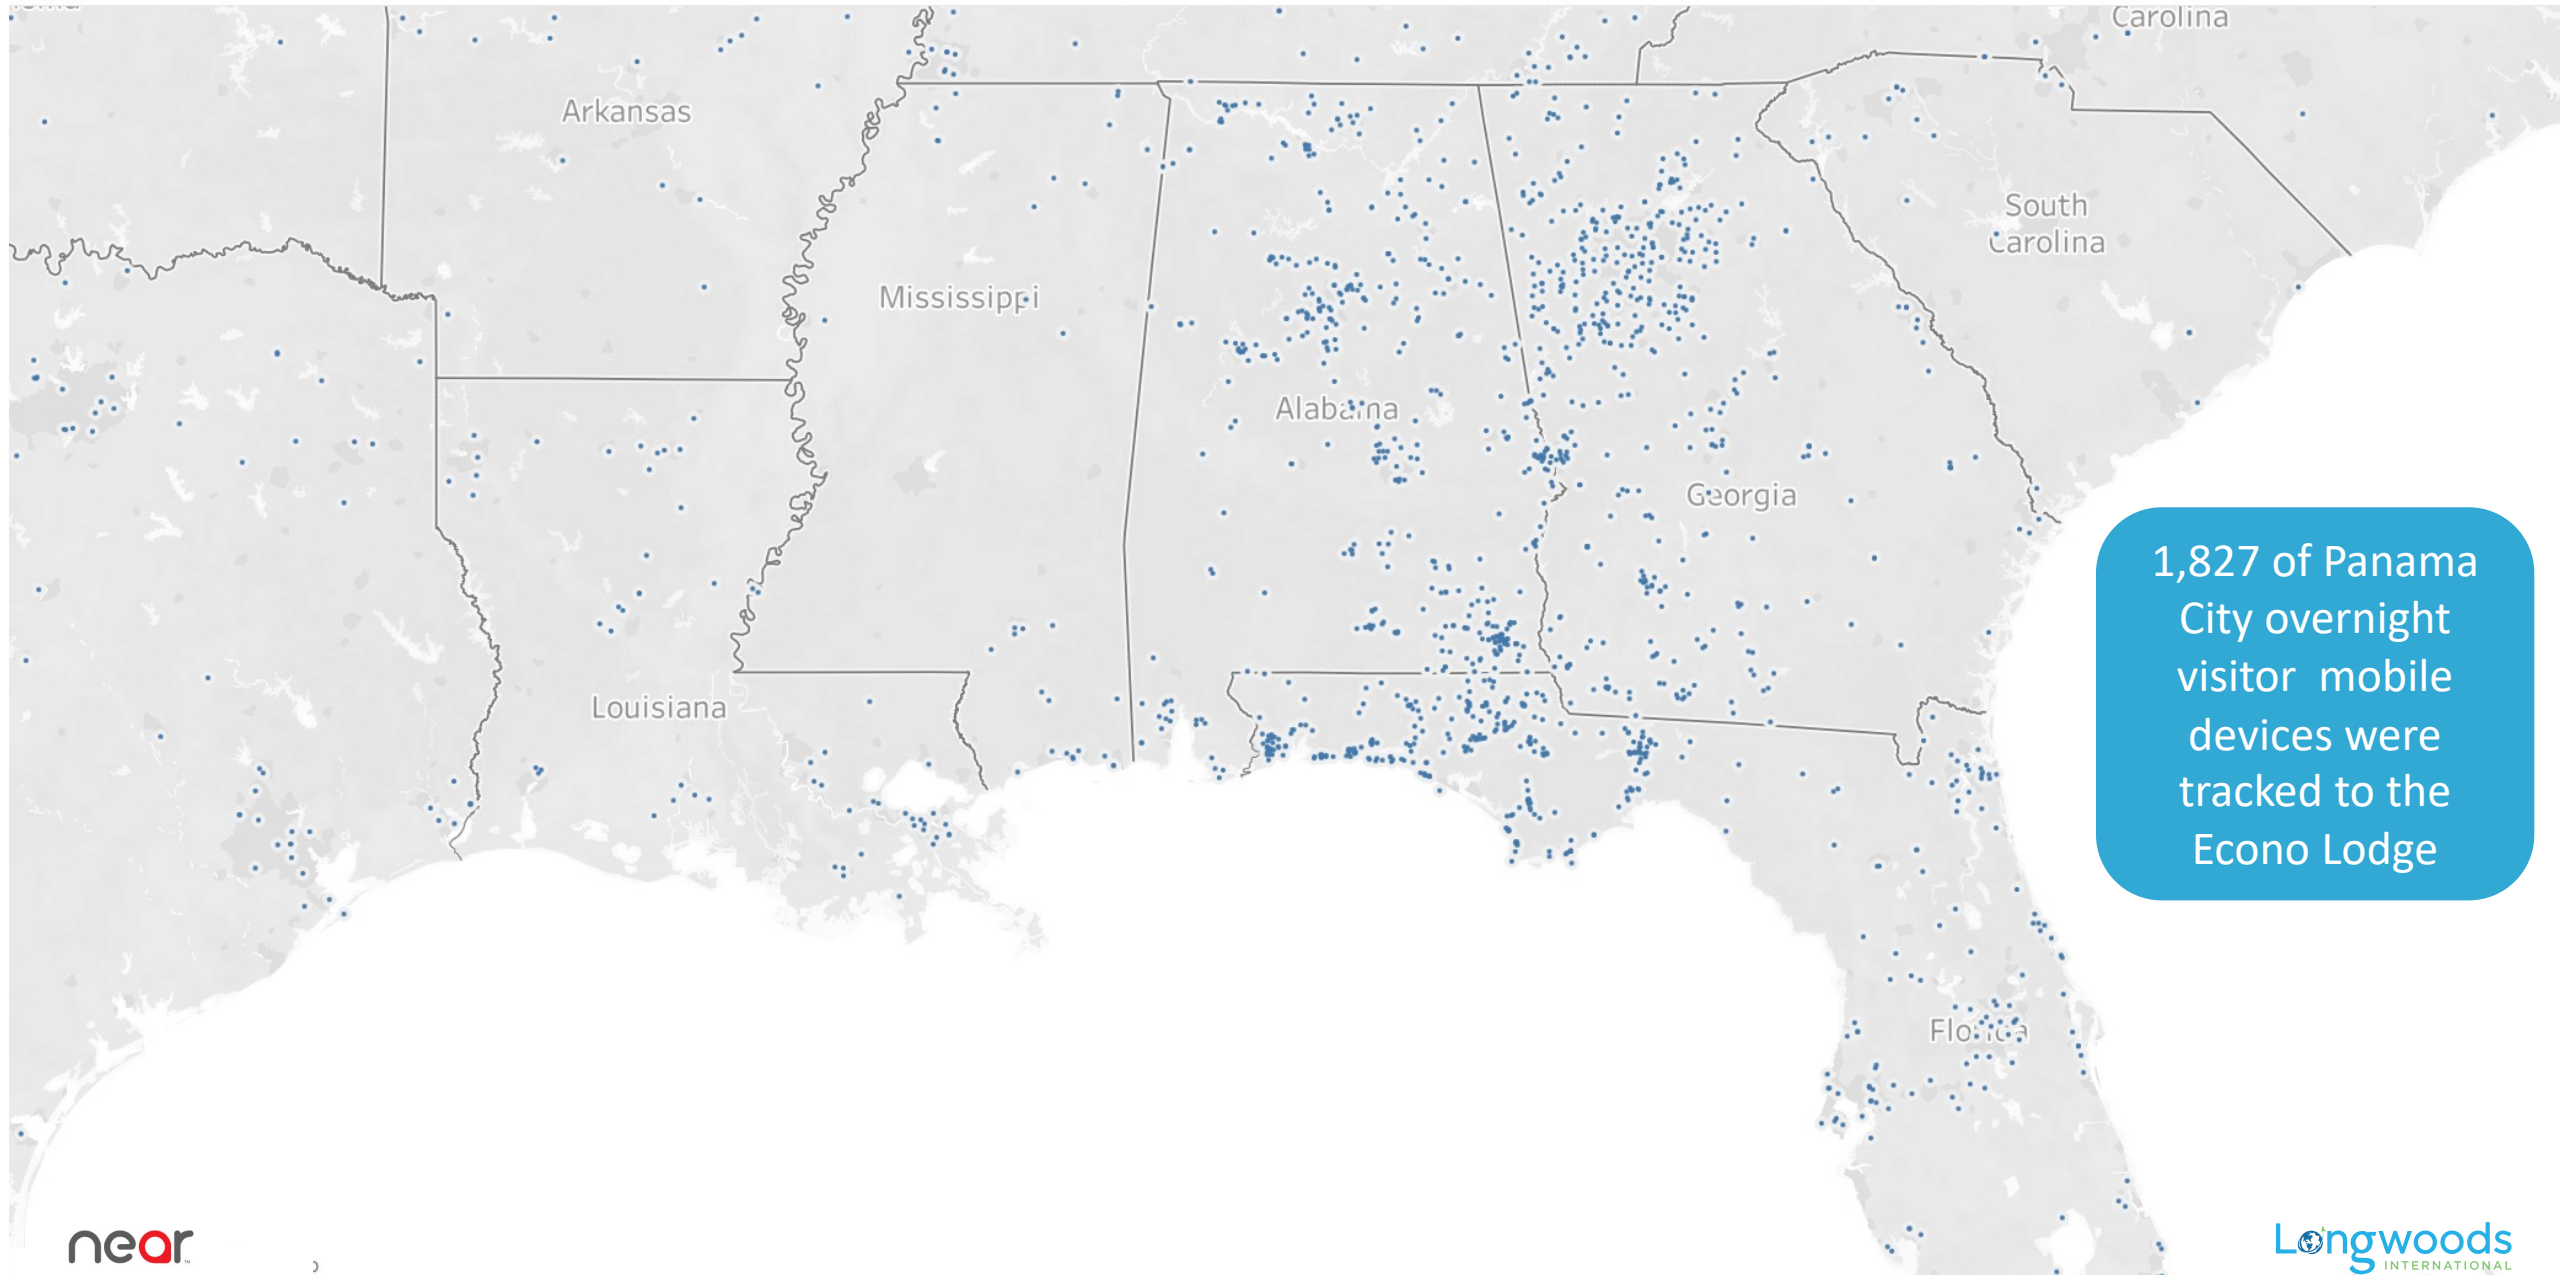 Carolina
Arkansas
South
Carolina
Mississippi
Alabama
Georgia
1,827 of Panama
City overnight
visitor mobile
devices were
tracked to the
Econo Lodge
Louisiana
Florida
near
Longwoods
INTERNATIONAL